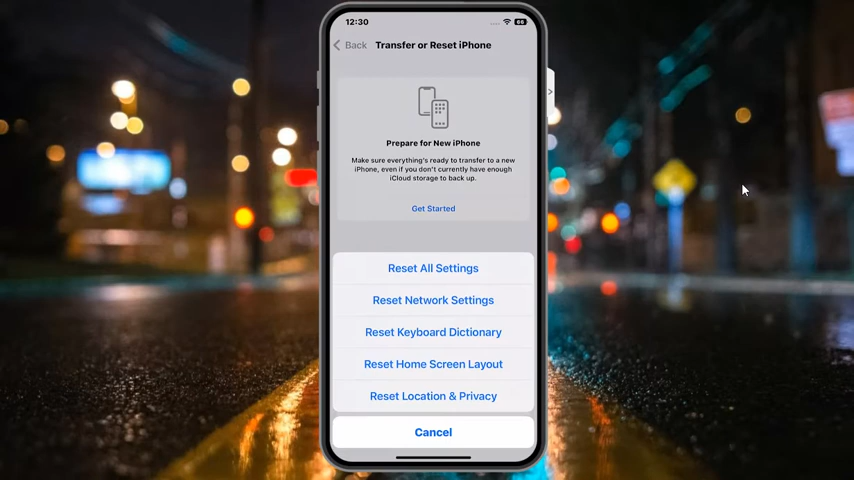 12:30
66
Back
Transfer or Reset iPhone
Prepare for New iPhone
Make sure everything's ready to transfer to a new
iPhone, even if you don't currently have enough
iCloud storage to back up.
Get Started
Reset All Settings
Reset Network Settings
Reset Keyboard Dictionary
Reset Home Screen Layout
Reset Location & Privacy
Cancel